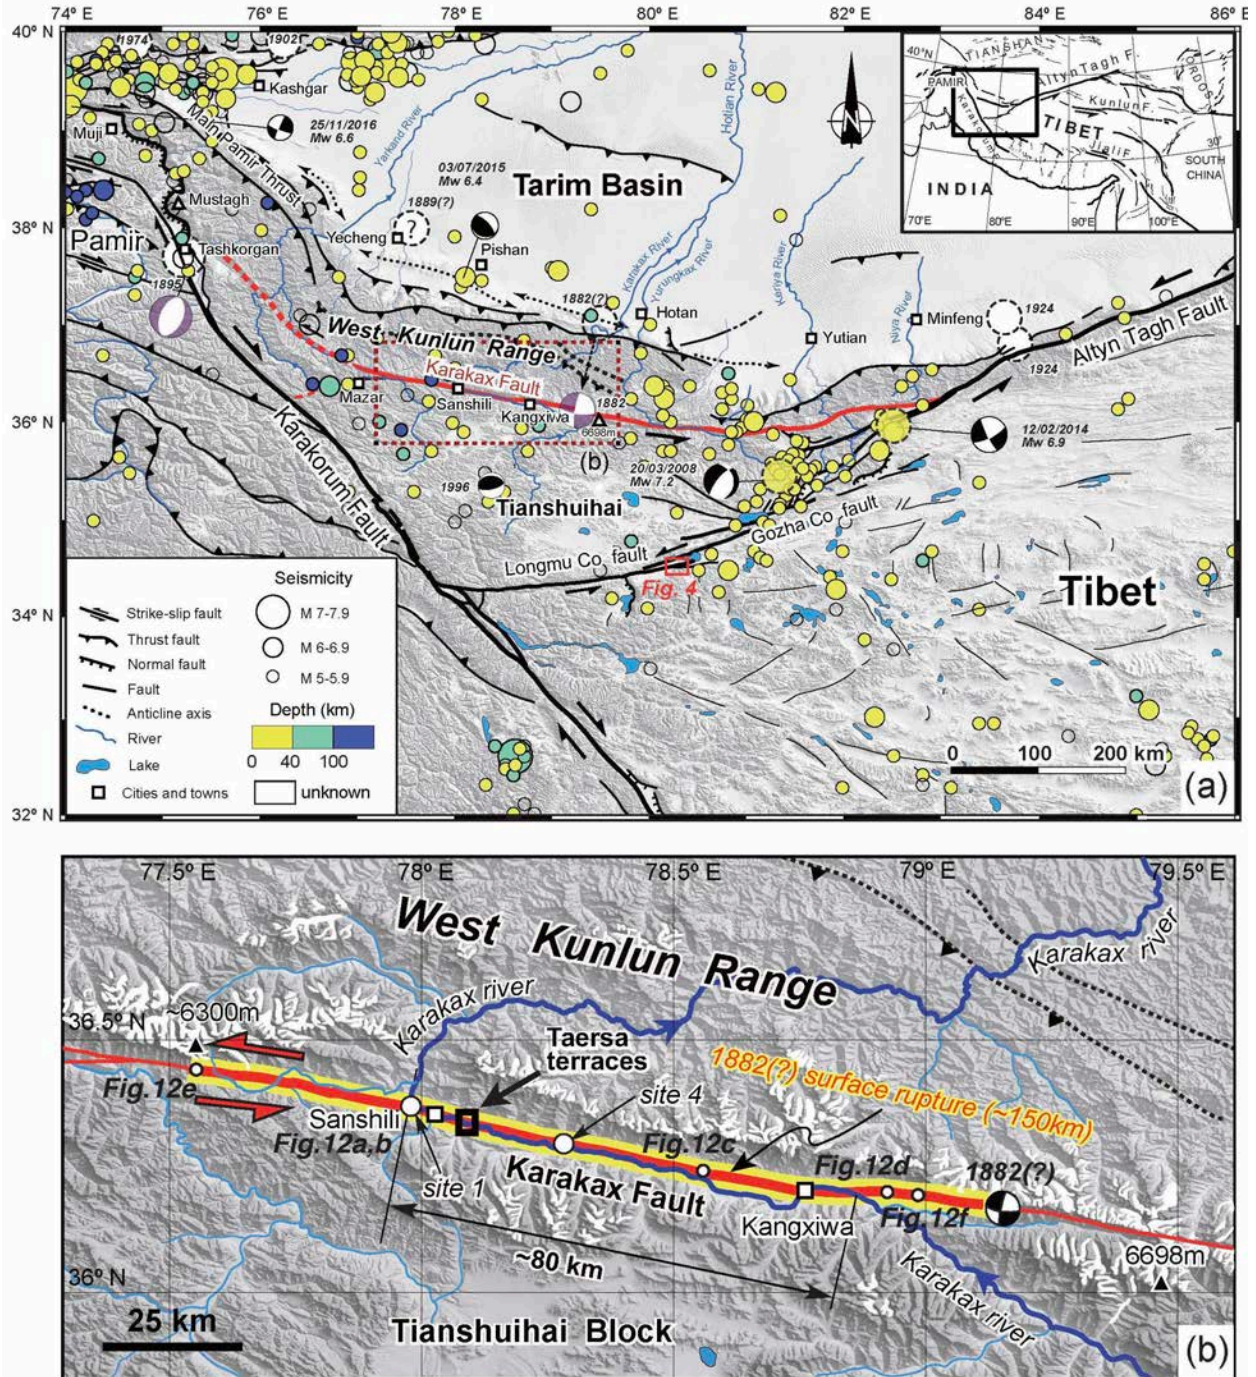 74° E
75° E
76° E
77° E
78° E
80° E
82° E
84° E
86° E
40° N
38° N
36° N
34° N
32° N
1974
1902
Kashgar
Muji
25/11/2016
Mw 6.6
Main Pamir Thrust
Mustagh
Pamir
Tashkorgan
1895
Yarkand River
03/07/2015
Mw 6.4
1889(?)
?
Yecheng
Pishan
Tarim Basin
Hotian River
Karakax River
Yurungkax River
Keriya River
Niya River
1882(?)
Hotan
Yutian
Minfeng
1924
1924
Altyn Tagh Fault
West Kunlun Range
Karakax Fault
Mazar
Sanshili
Kangxiwa
1882
6698m
(b)
12/02/2014
Mw 6.9
20/03/2008
Mw 7.2
1996
Tianshuihai
Karakorum Fault
Longmu Co. fault
Gozha Co. fault
Fig. 4
Tibet
N
40°N
TIANSHAN
PAMIR
Altyn Tagh F.
ORDOS
Karakorum F.
Kunlun F.
TIBET
Jiali F.
30°
SOUTH
CHINA
INDIA
70°E
80°E
90°E
100°E
Strike-slip fault
Thrust fault
Normal fault
Fault
Anticline axis
River
Lake
Cities and towns
Seismicity
M 7-7.9
M 6-6.9
M 5-5.9
Depth (km)
0 40 100
unknown
0 100 200 km
(a)
77.5° E
78° E
78.5° E
79° E
79.5° E
West Kunlun Range
Karakax river
Karakax river
36.5° N
~6300m
Taersa
terraces
1882(?) surface rupture (~150km)
Fig.12e
Sanshili
site 4
Fig.12a,b
Fig.12c
Fig.12d
1882(?)
site 1
Karakax Fault
Kangxiwa
Fig.12f
~80 km
6698m
36° N
Karakax river
25 km
Tianshuihai Block
(b)